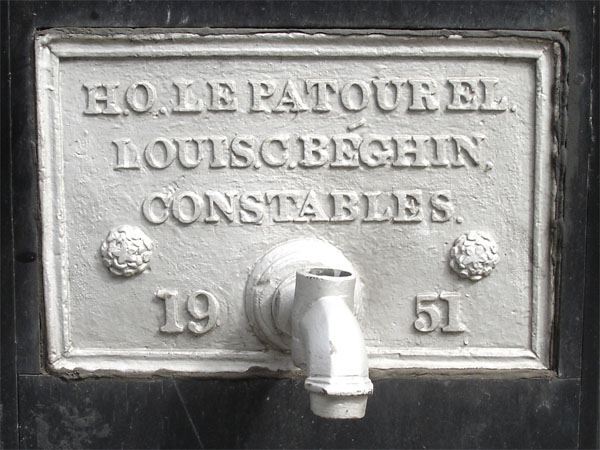 H.O. LE PATOUREL.
LOUIS.C.BÉGHIN.
CONSTABLES.
19 51